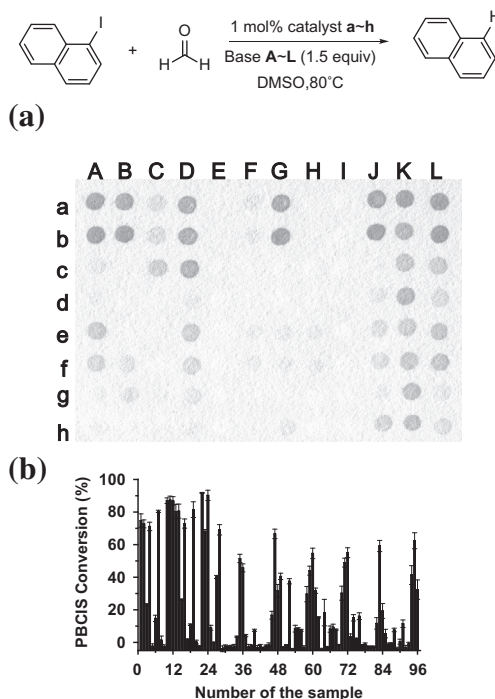 I
+
O
H H
1 mol% catalyst a~h
Base A~L (1.5 equiv)
DMSO,80°C
H
(a)
A B C D E F G H I J K L
a
b
c
d
e
f
g
h
(b)
PBCIS Conversion (%)
100
80
60
40
20
0
0 12 24 36 48 60 72 84 96
Number of the sample